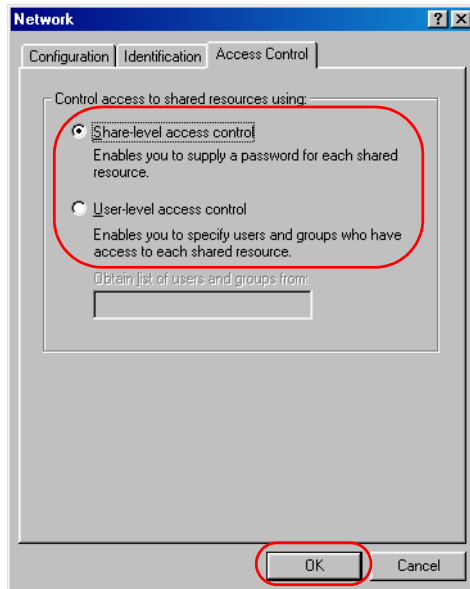 Network
Configuration
Identification
Access Control
Control access to shared resources using:
Share-level access control
Enables you to supply a password for each shared
resource.
User-level access control
Enables you to specify users and groups who have
access to each shared resource.
Obtain list of users and groups from:
OK
Cancel